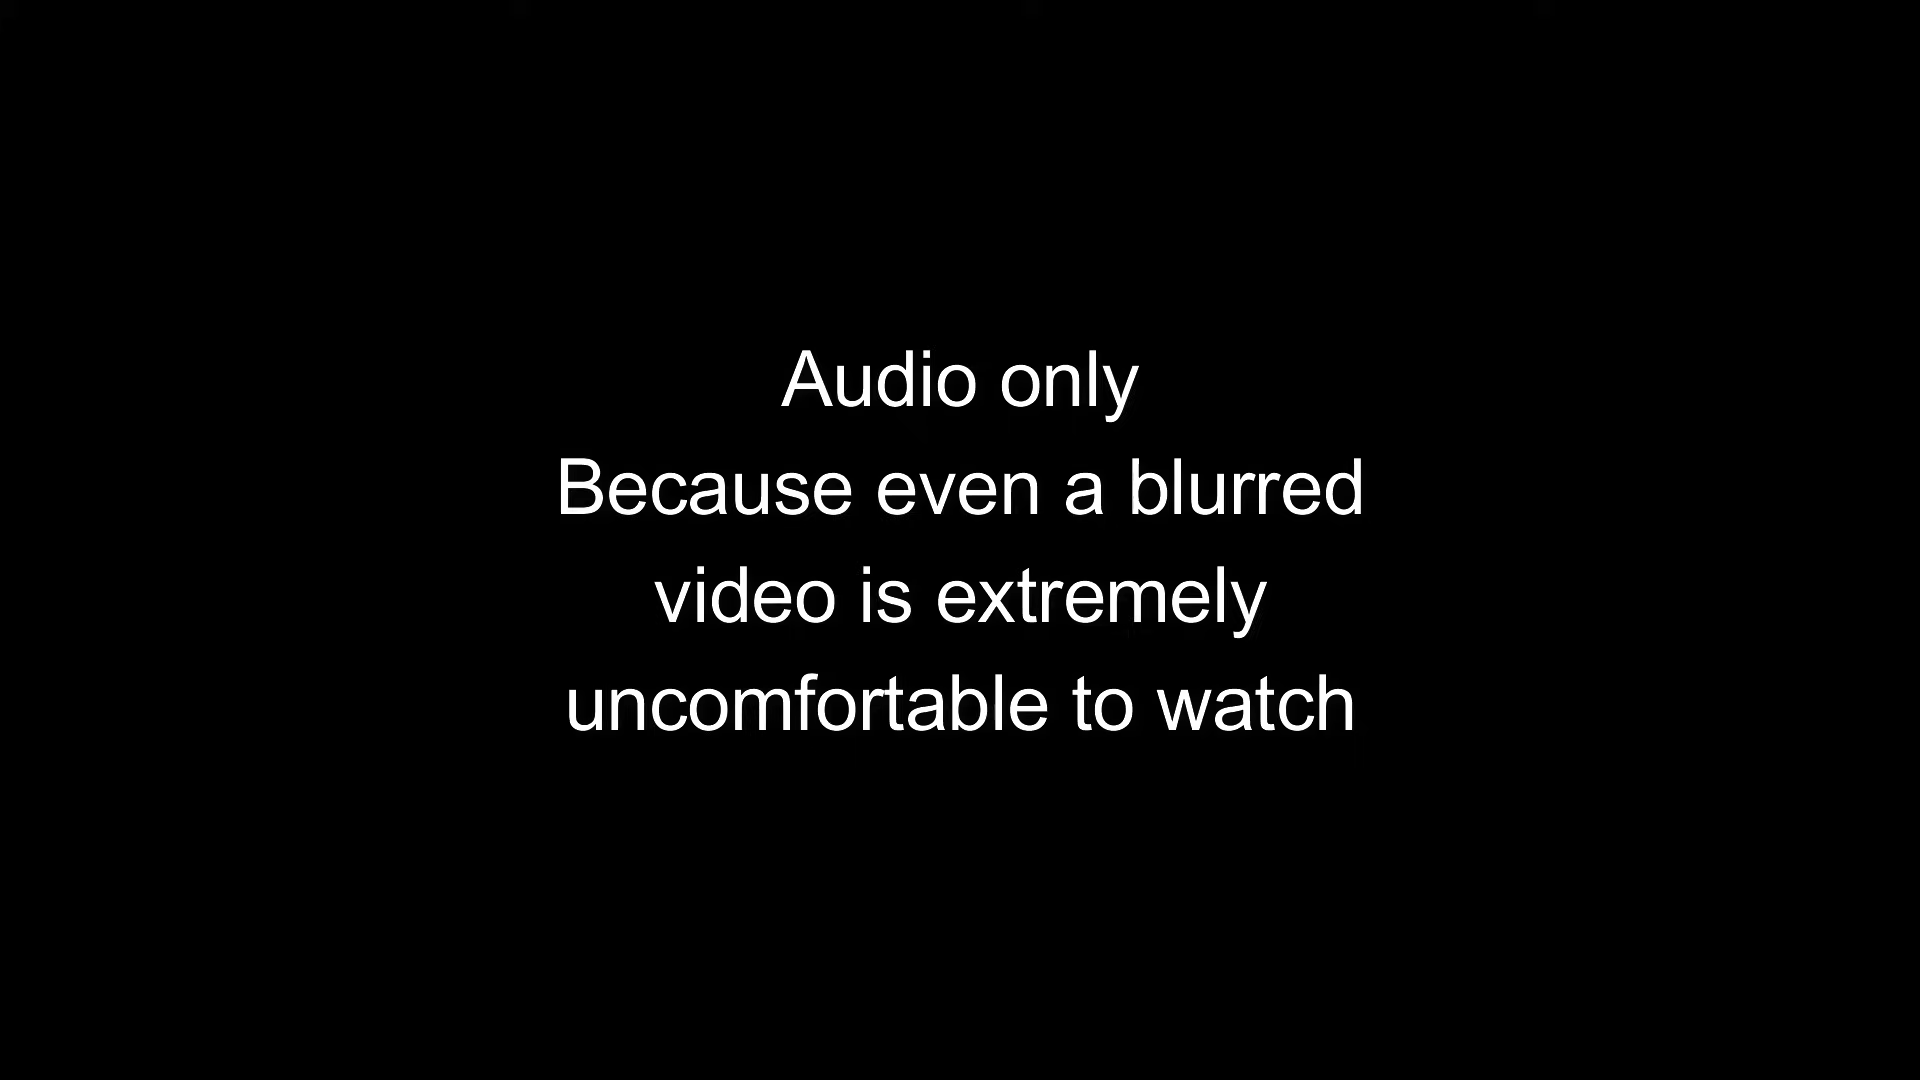 Audio only
Because even a blurred
video is extremely
uncomfortable to watch